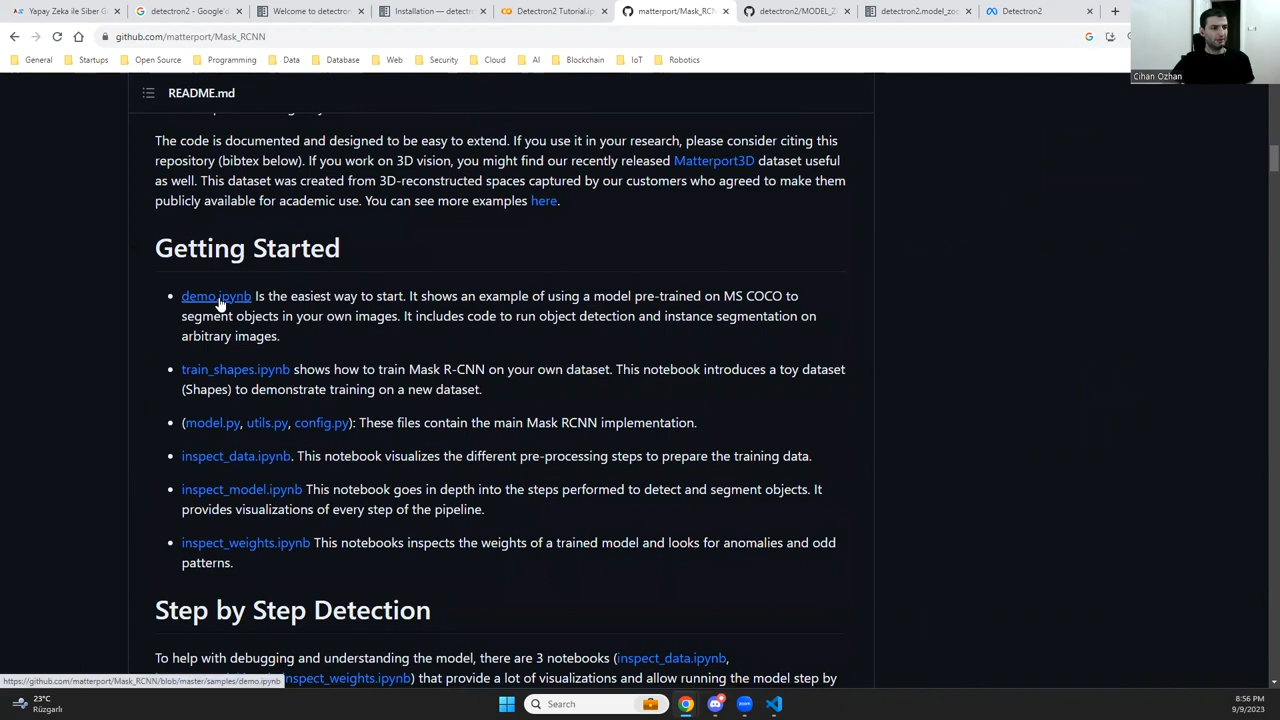 Yapay Zeka ile Siber G
detectron2 - Google'd
Welcome to detectron
Installation — detectro
Detectron2 Tutorial.ip
matterport/Mask_RC
detectron2/MODEL_Z
detectron2.model_zoo
Detectron2
github.com/matterport/Mask_RCNN
General
Startups
Open Source
Programming
Data
Database
Web
Security
Cloud
AI
Blockchain
IoT
Robotics
Cihan Ozhan
README.md
The code is documented and designed to be easy to extend. If you use it in your research, please consider citing this
repository (bibtex below). If you work on 3D vision, you might find our recently released Matterport3D dataset useful
as well. This dataset was created from 3D-reconstructed spaces captured by our customers who agreed to make them
publicly available for academic use. You can see more examples here.
Getting Started
• demo.ipynb Is the easiest way to start. It shows an example of using a model pre-trained on MS COCO to
segment objects in your own images. It includes code to run object detection and instance segmentation on
arbitrary images.
• train_shapes.ipynb shows how to train Mask R-CNN on your own dataset. This notebook introduces a toy dataset
(Shapes) to demonstrate training on a new dataset.
• (model.py, utils.py, config.py): These files contain the main Mask RCNN implementation.
• inspect_data.ipynb. This notebook visualizes the different pre-processing steps to prepare the training data.
• inspect_model.ipynb This notebook goes in depth into the steps performed to detect and segment objects. It
provides visualizations of every step of the pipeline.
• inspect_weights.ipynb This notebooks inspects the weights of a trained model and looks for anomalies and odd
patterns.
Step by Step Detection
To help with debugging and understanding the model, there are 3 notebooks (inspect_data.ipynb,
inspect_weights.ipynb) that provide a lot of visualizations and allow running the model step by
https://github.com/matterport/Mask_RCNN/blob/master/samples/demo.ipynb
23°C
Rüzgarlı
Search
8:56 PM
9/9/2023